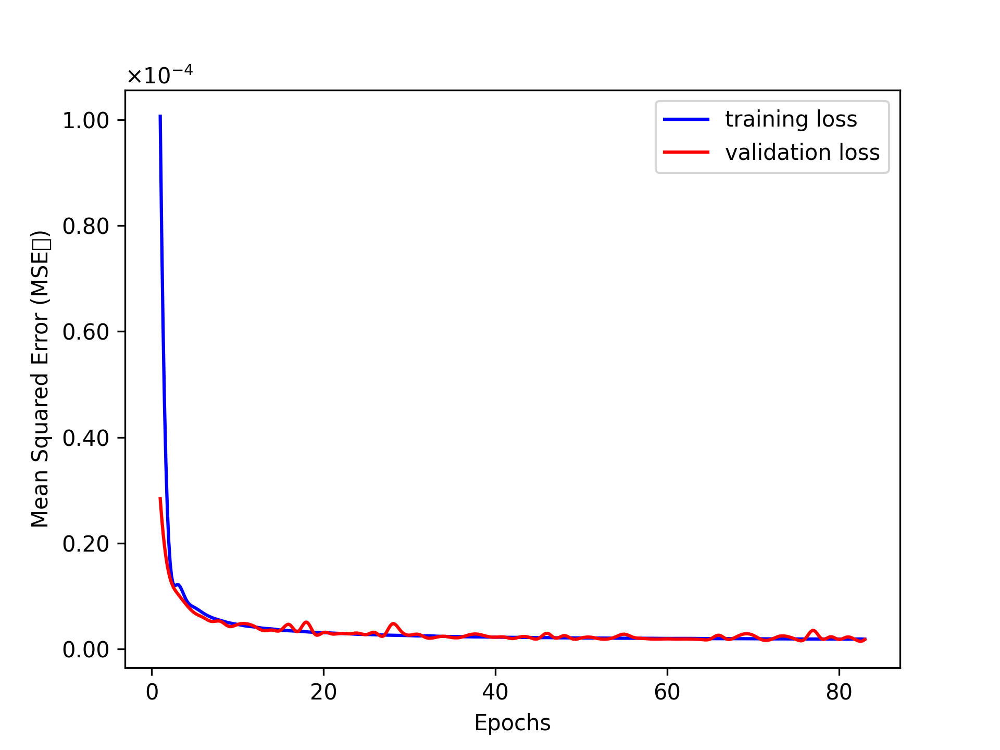 ×10⁻⁴
1.00
0.80
0.60
0.40
0.20
0.00
Mean Squared Error (MSE▯)
0 20 40 60 80
Epochs
training loss
validation loss